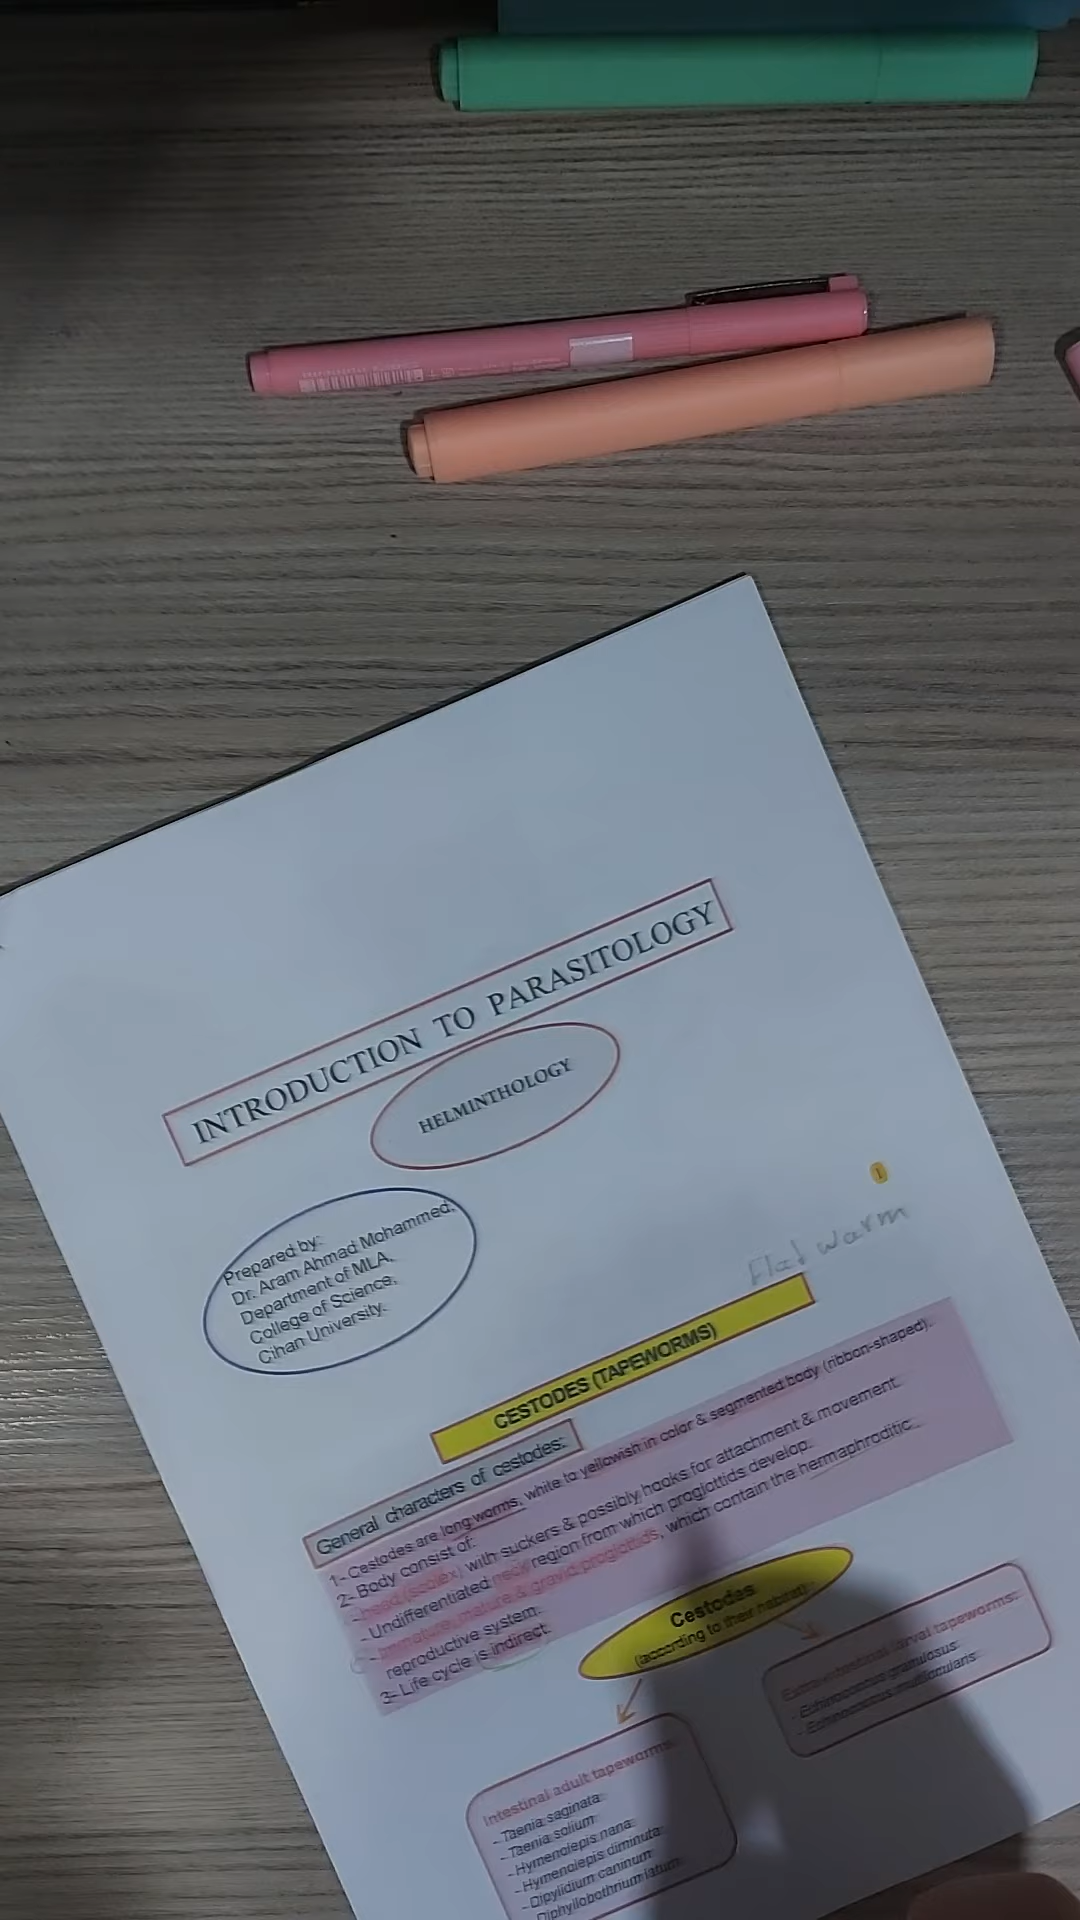 INTRODUCTION TO PARASITOLOGY
HELMINTHOLOGY
Prepared by:
Dr. Aram Ahmad Mohammed,
Department of MLA,
College of Science,
Cihan University.
1
Flat warm
CESTODES (TAPEWORMS)
General characters of cestodes:
1- Cestodes are long worms, white to yellowish in color & segmented body (ribbon-shaped).
2- Body consist of:
- head (scolex) with suckers & possibly hooks for attachment & movement.
- Undifferentiated neck region from which proglottids develop.
- Immature, mature & gravid proglottids, which contain the hermaphroditic
reproductive system.
3- Life cycle is indirect.
Cestodes
(according to their habitat):
Extra-intestinal larval tapeworms:
- Echinococcus granulosus
- Echinococcus multilocularis
Intestinal adult tapeworms:
- Taenia saginata
- Taenia solium
- Hymenolepis nana
- Hymenolepis diminuta
- Dipylidium caninum
- Diphyllobothrium latum